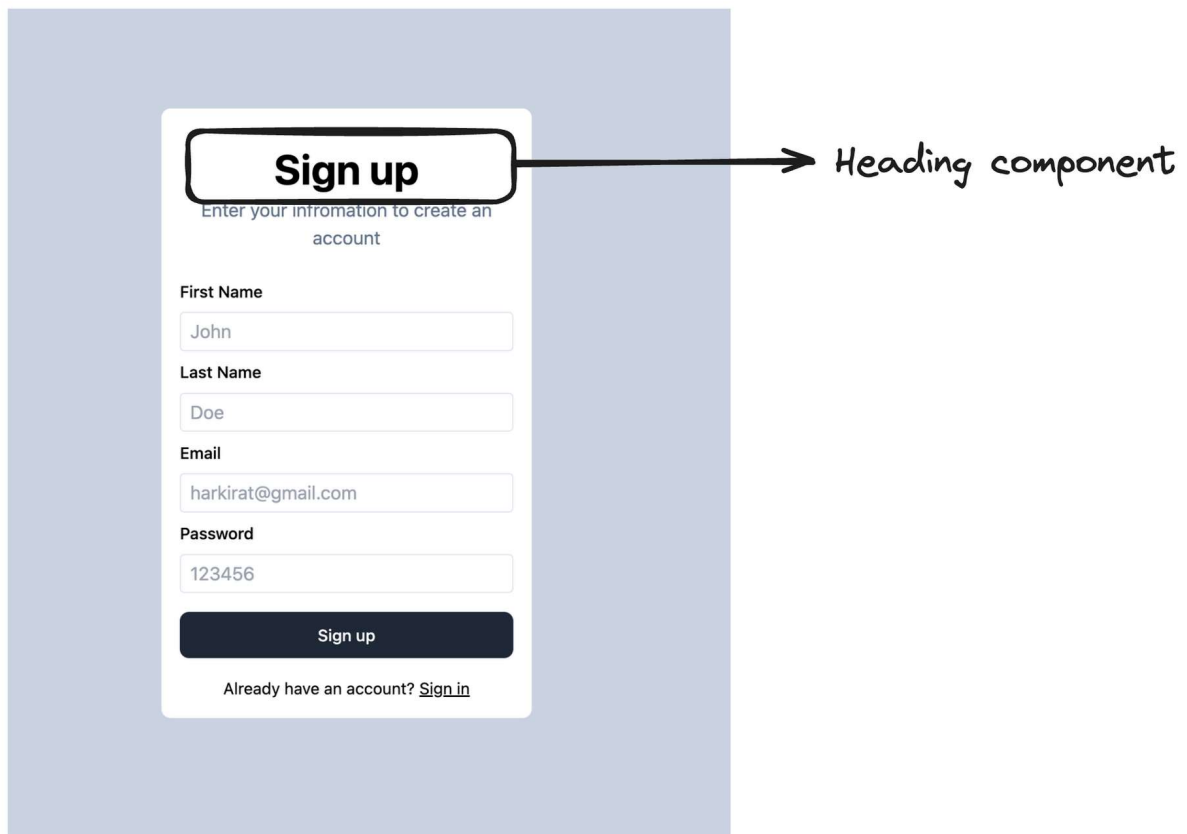 Sign up
Heading component
Enter your infromation to create an
account
First Name
John
Last Name
Doe
Email
harkirat@gmail.com
Password
123456
Sign up
Already have an account? Sign in